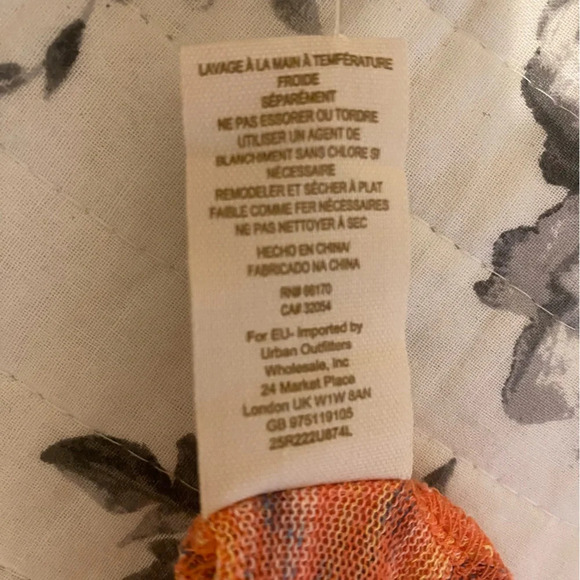 LAVAGE À LA MAIN À TEMPÉRATURE
FROIDE
SÉPARÉMENT
NE PAS ESSORER OU TORDRE
UTILISER UN AGENT DE
BLANCHIMENT SANS CHLORE SI
NÉCESSAIRE
REMODELER ET SÉCHER À PLAT
FAIBLE COMME FER NÉCESSAIRES
NE PAS NETTOYER À SEC
HECHO EN CHINA/
FABRICADO NA CHINA
RN# 66170
CA# 32054
For EU- Imported by
Urban Outfitters
Wholesale, Inc
24 Market Place
London UK W1W 8AN
GB 975119105
25R222U874L